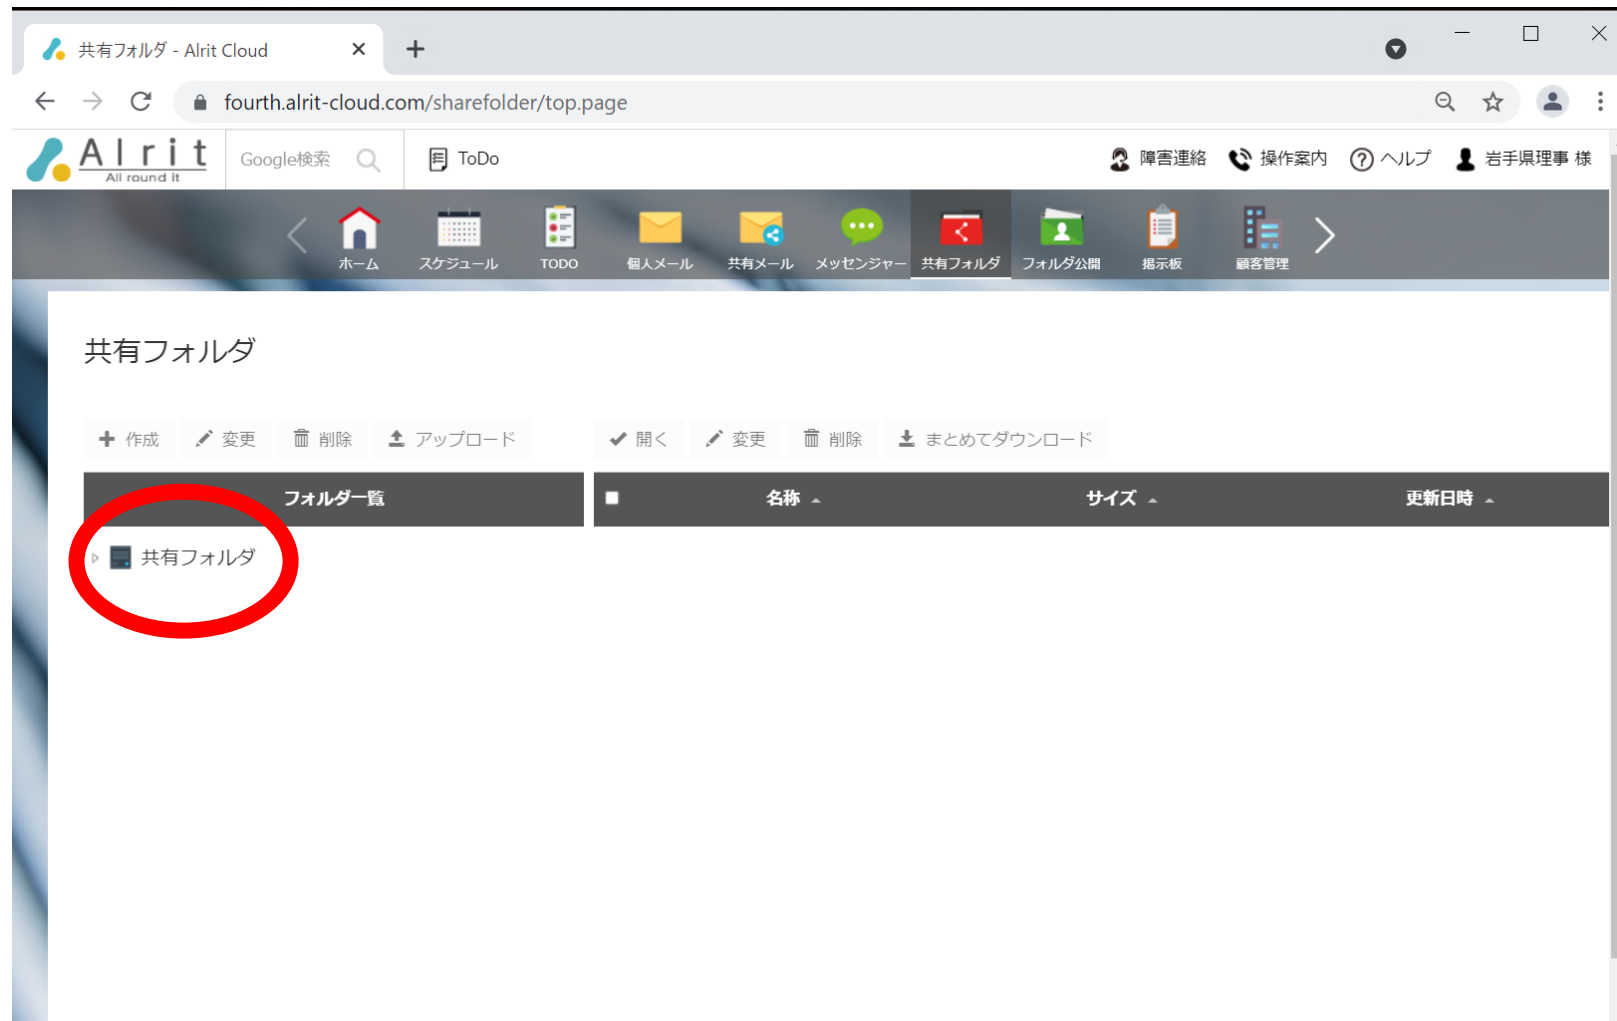 共有フォルダ - Alrit Cloud
fourth.alrit-cloud.com/sharefolder/top.page
Alrit
All round it
Google検索
ToDo
障害連絡
操作案内
ヘルプ
岩手県理事 様
ホーム
スケジュール
TODO
個人メール
共有メール
メッセンジャー
共有フォルダ
フォルダ公開
掲示板
顧客管理
共有フォルダ
作成
変更
削除
アップロード
開く
変更
削除
まとめてダウンロード
フォルダ一覧
名称
サイズ
更新日時
共有フォルダ